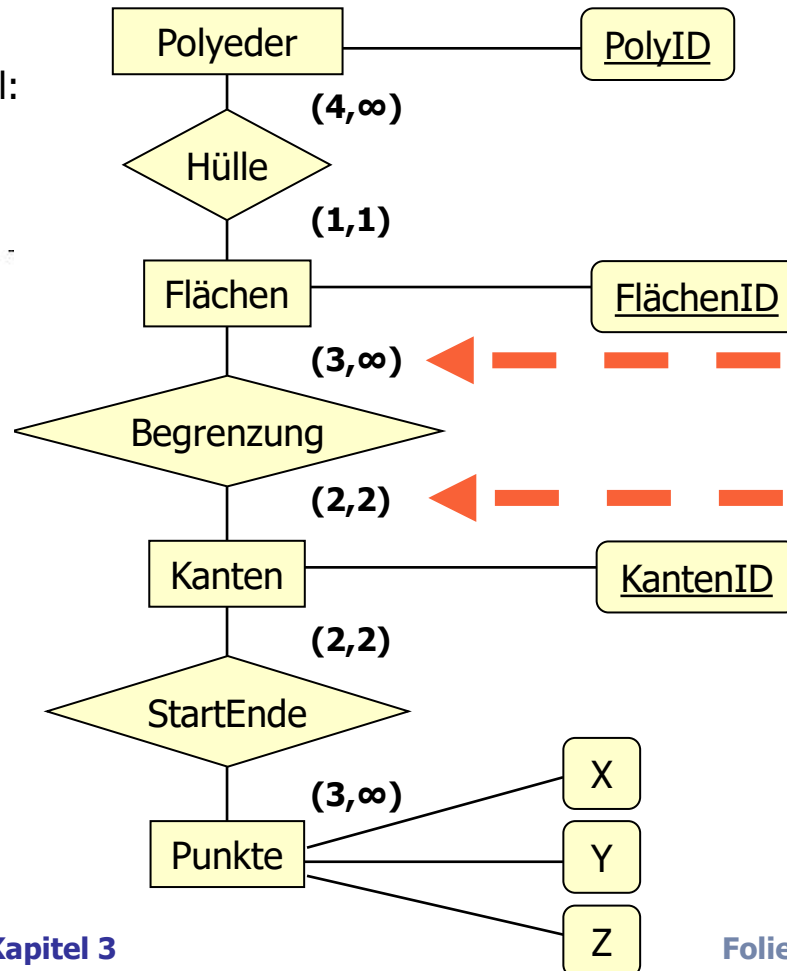 Polyeder PolyID
l:
(4,∞)
Hülle
(1,1)
Flächen FlächenID
(3,∞)
Begrenzung
(2,2)
Kanten KantenID
(2,2)
StartEnde
X
(3,∞)
Punkte Y
Z
Kapitel 3 Folie